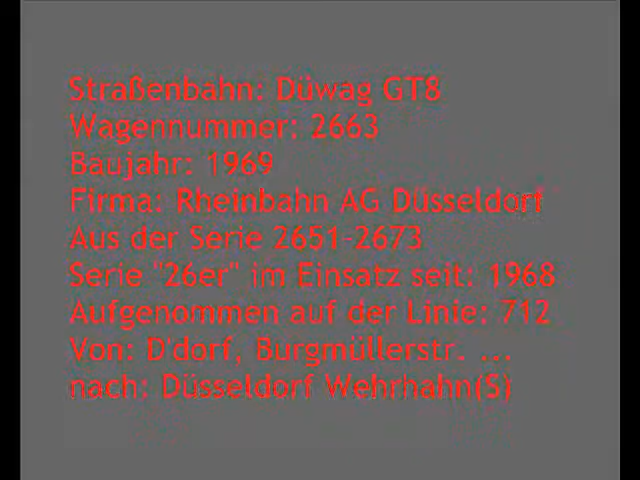 Straßenbahn: Düwag GT8
Wagennummer: 2663
Baujahr: 1969
Firma: Rheinbahn AG Düsseldorf
Aus der Serie 2651-2673
Serie "26er" im Einsatz seit: 1968
Aufgenommen auf der Linie: 712
Von: D'dorf, Burgmüllerstr. ...
nach: Düsseldorf Wehrhahn(S)